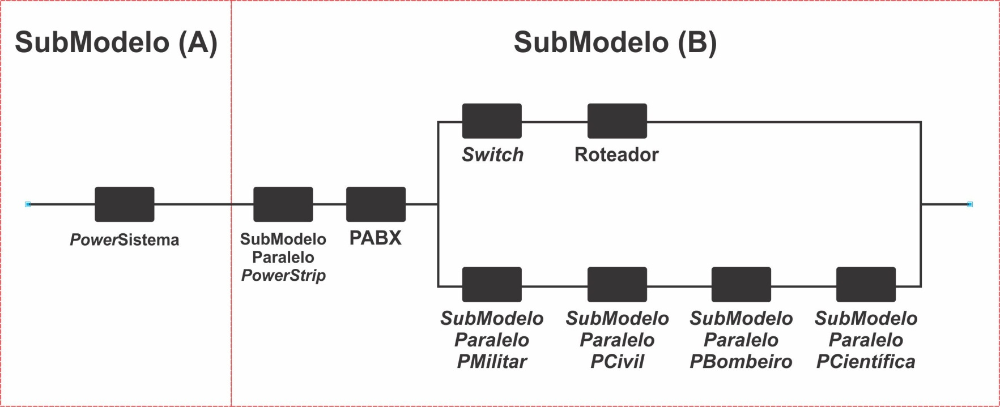 SubModelo (A)
SubModelo (B)
Switch
Roteador
PowerSistema
SubModelo
Paralelo
PowerStrip
PABX
SubModelo
Paralelo
PMilitar
SubModelo
Paralelo
PCivil
SubModelo
Paralelo
PBombeiro
SubModelo
Paralelo
PCientífica